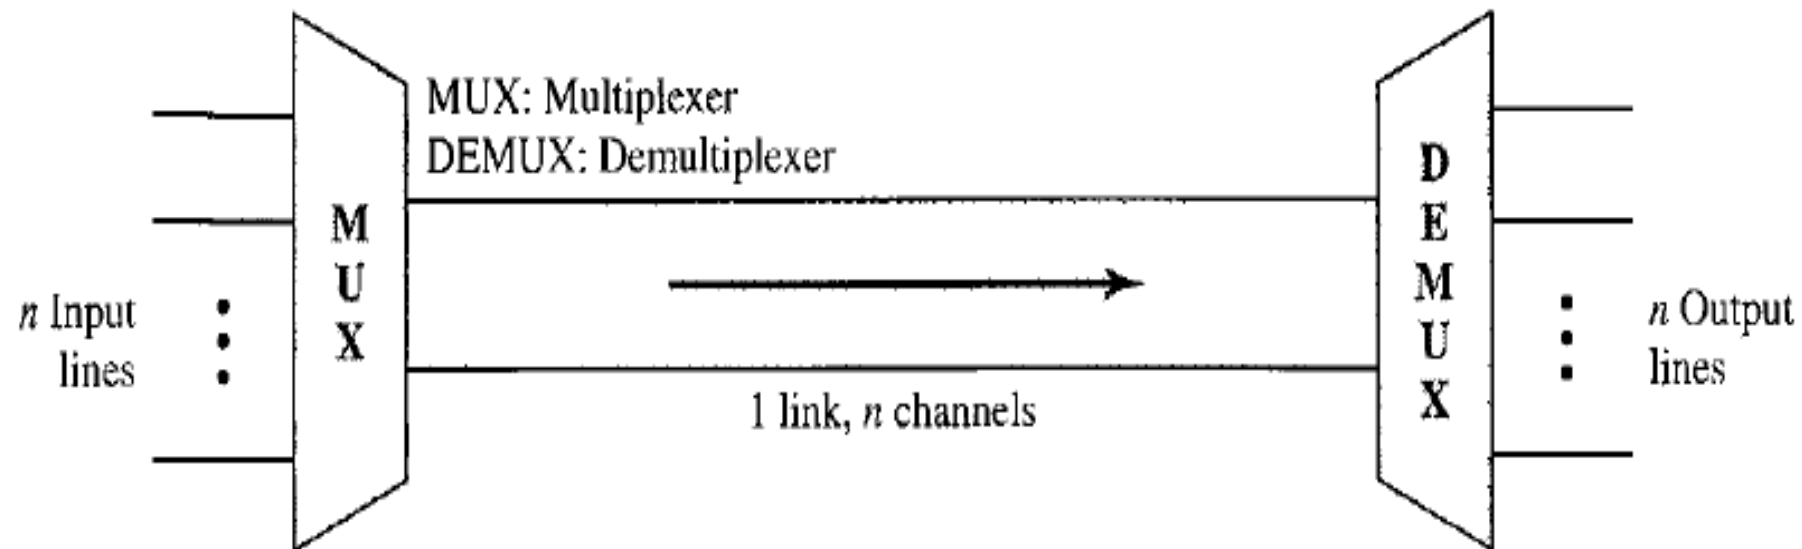 MUX: Multiplexer
DEMUX: Demultiplexer
M
U
X
D
E
M
U
X
n Input
lines
1 link, n channels
n Output
lines